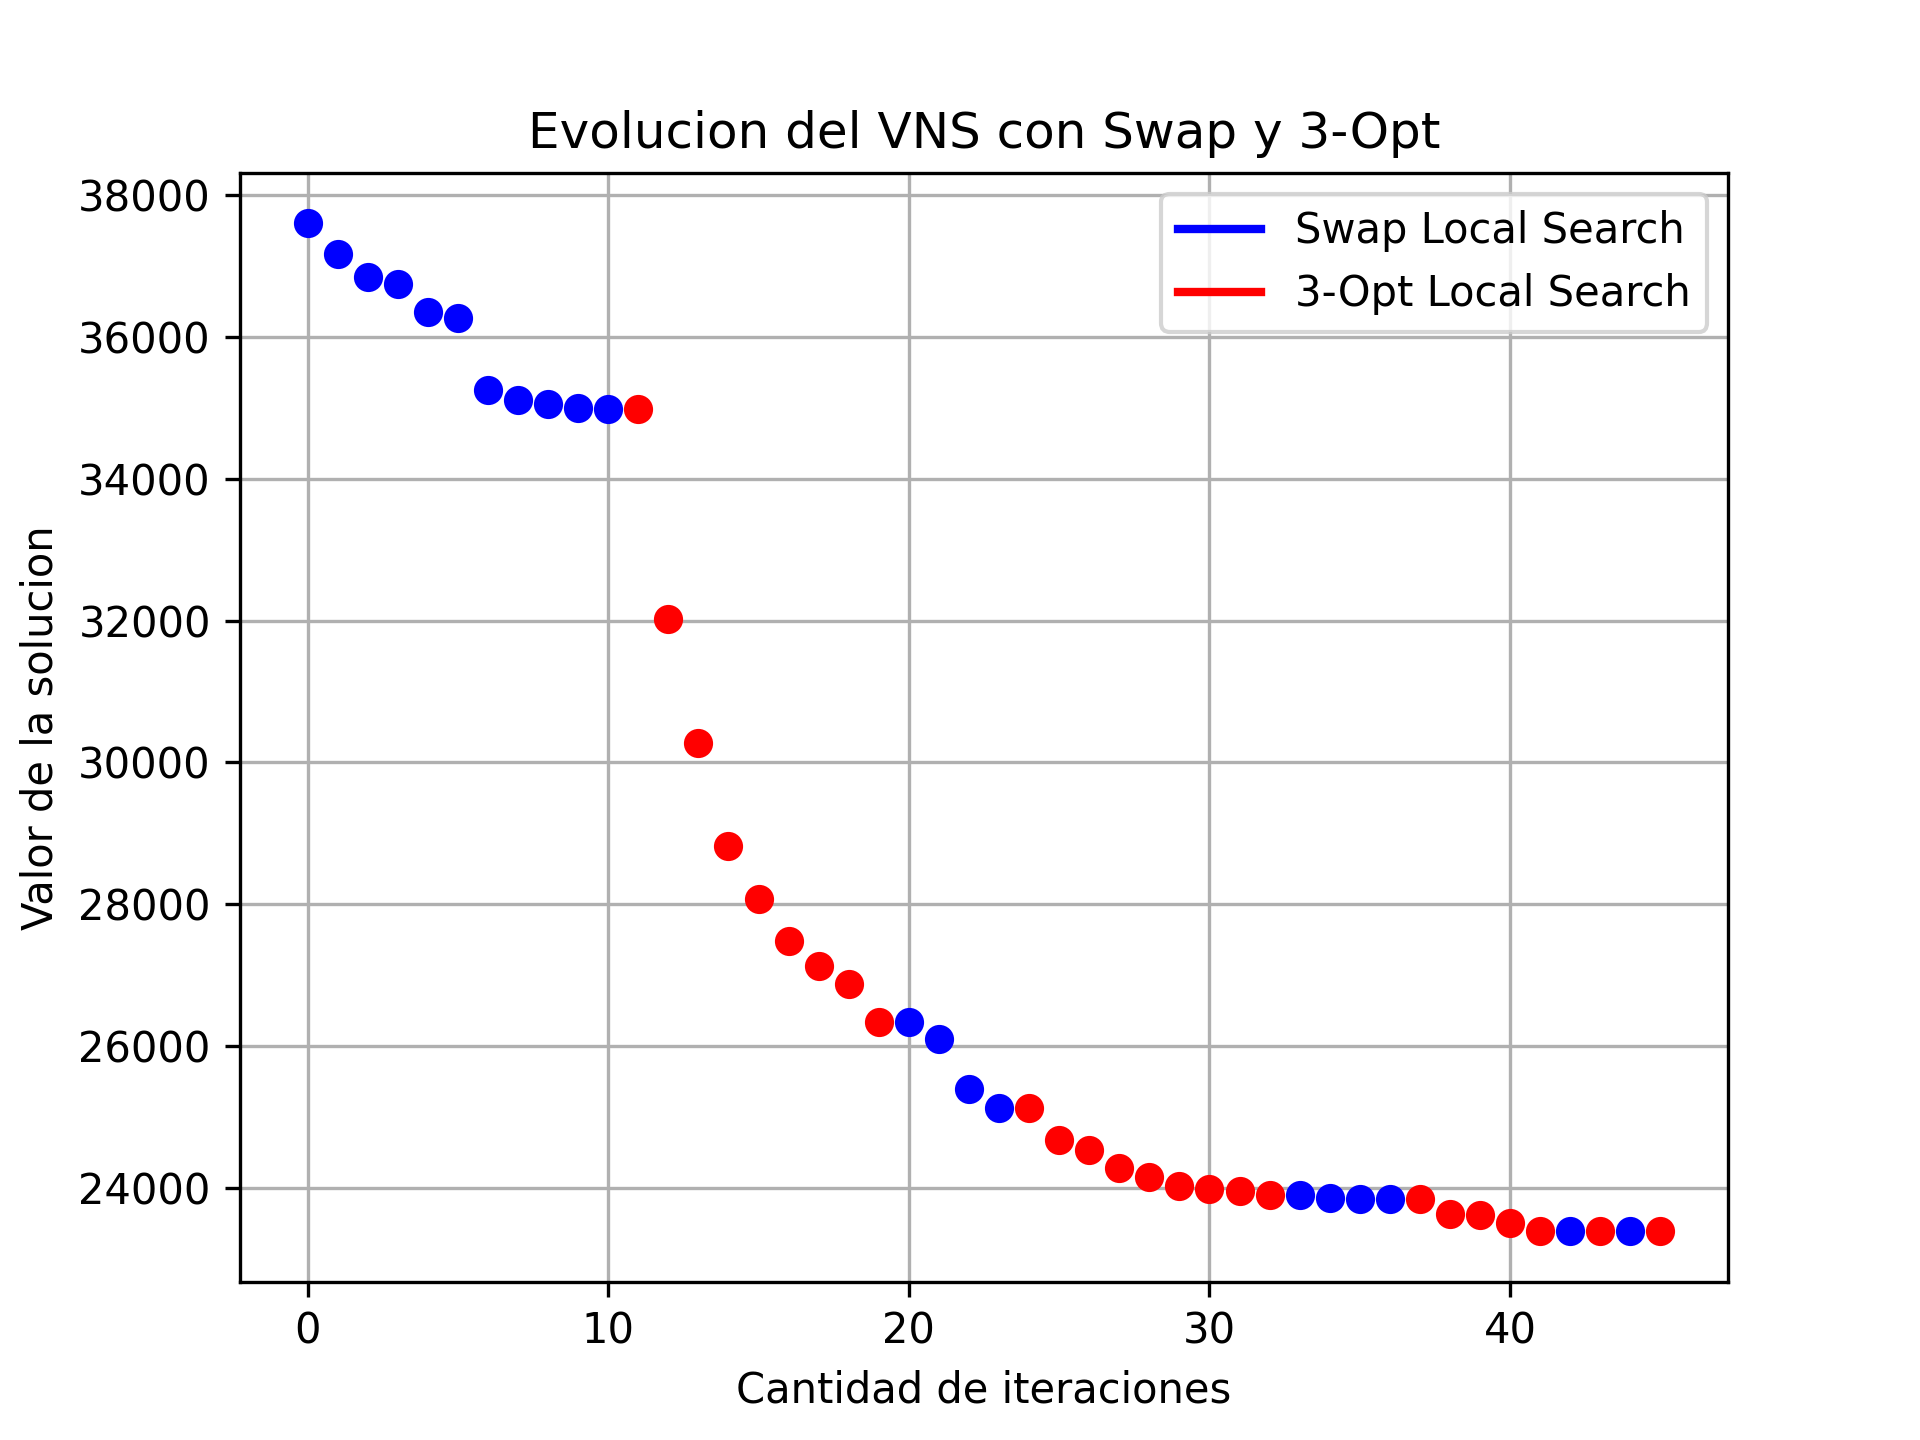 Evolucion del VNS con Swap y 3-Opt
Swap Local Search
3-Opt Local Search
38000
36000
34000
32000
30000
28000
26000
24000
Valor de la solucion
0 10 20 30 40
Cantidad de iteraciones